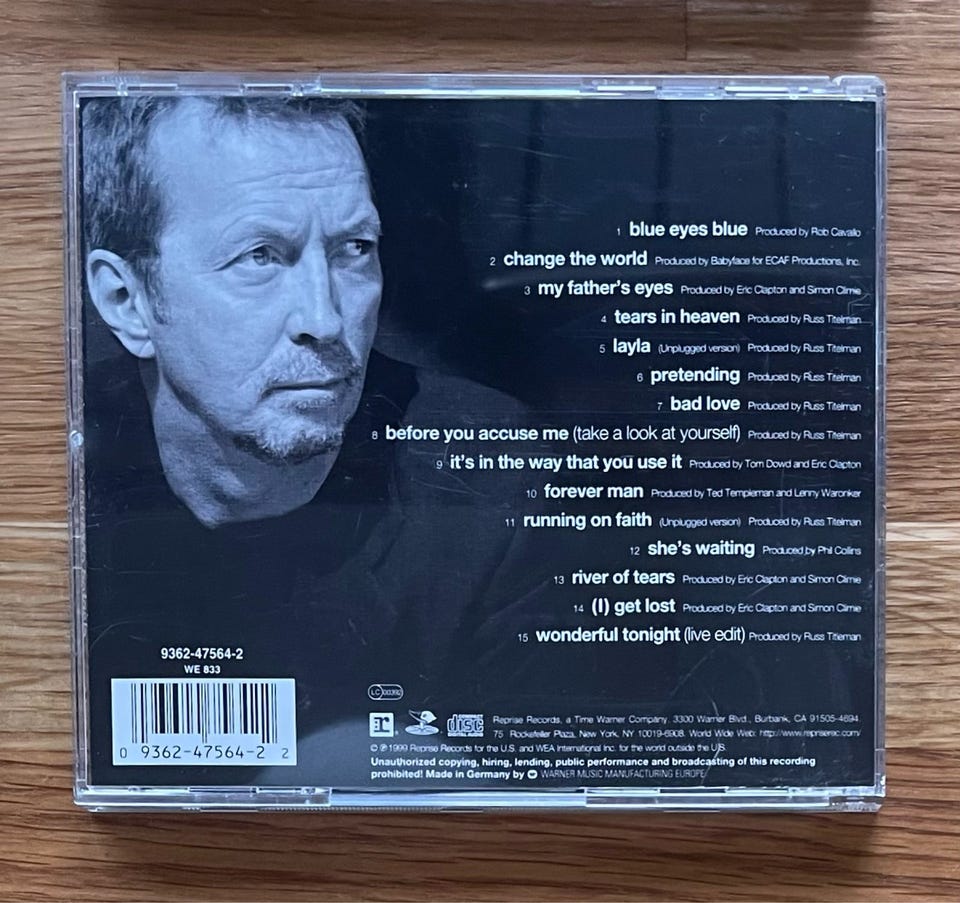 1 blue eyes blue Produced by Rob Cavallo
2 change the world Produced by Babyface for ECAF Productions, Inc.
3 my father's eyes Produced by Eric Clapton and Simon Climie
4 tears in heaven Produced by Russ Titelman
5 layla (Unplugged version) Produced by Russ Titelman
6 pretending Produced by Russ Titelman
7 bad love Produced by Russ Titelman
8 before you accuse me (take a look at yourself) Produced by Russ Titelman
9 it's in the way that you use it Produced by Tom Dowd and Eric Clapton
10 forever man Produced by Ted Templeman and Lenny Waronker
11 running on faith (Unplugged version) Produced by Russ Titelman
12 she's waiting Produced by Phil Collins
13 river of tears Produced by Eric Clapton and Simon Climie
14 (I) get lost Produced by Eric Clapton and Simon Climie
15 wonderful tonight (live edit) Produced by Russ Titleman
9362-47564-2
WE 833
0 9362-47564-2 2
LC 00392
r
COMPACT disc DIGITAL AUDIO
Reprise Records, a Time Warner Company, 3300 Warner Blvd., Burbank, CA 91505-4694.
75 Rockefeller Plaza, New York, NY 10019-6908. World Wide Web: http://www.repriserec.com/
© ℗ 1999 Reprise Records for the U.S. and WEA International Inc. for the world outside the U.S.
Unauthorized copying, hiring, lending, public performance and broadcasting of this recording
prohibited! Made in Germany by WARNER MUSIC MANUFACTURING EUROPE